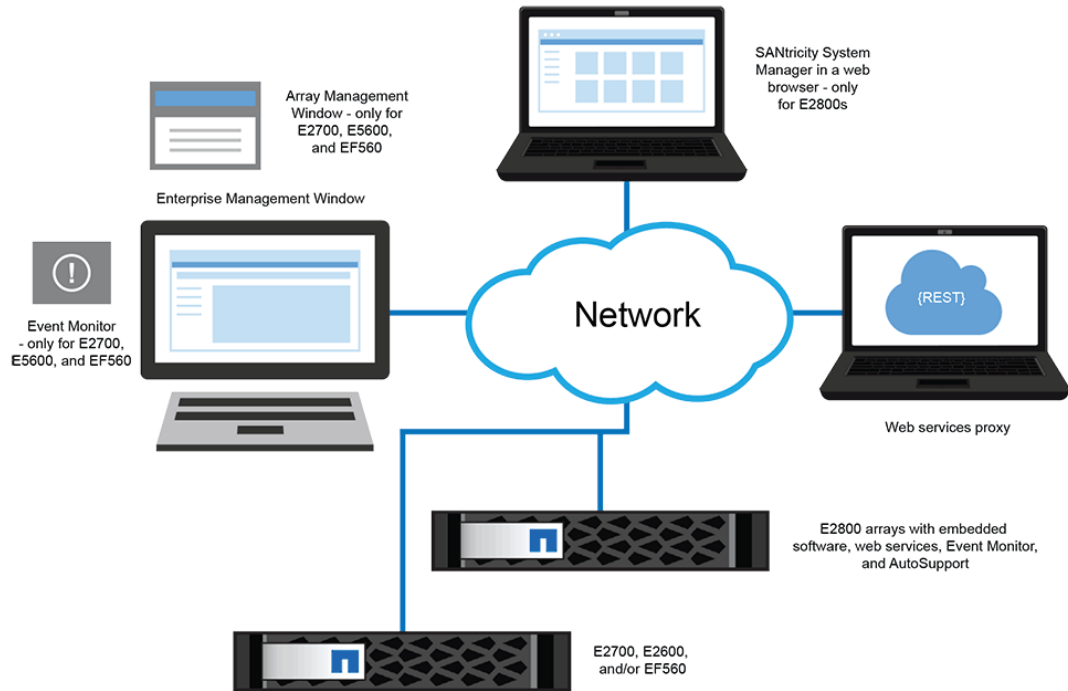 SANtricity System
Manager in a web
browser - only
for E2800s
Array Management
Window - only for
E2700, E5600,
and EF560
Enterprise Management Window
Event Monitor
- only for E2700,
E5600, and EF560
Network
{REST}
Web services proxy
E2800 arrays with embedded
software, web services, Event Monitor,
and AutoSupport
E2700, E2600,
and/or EF560